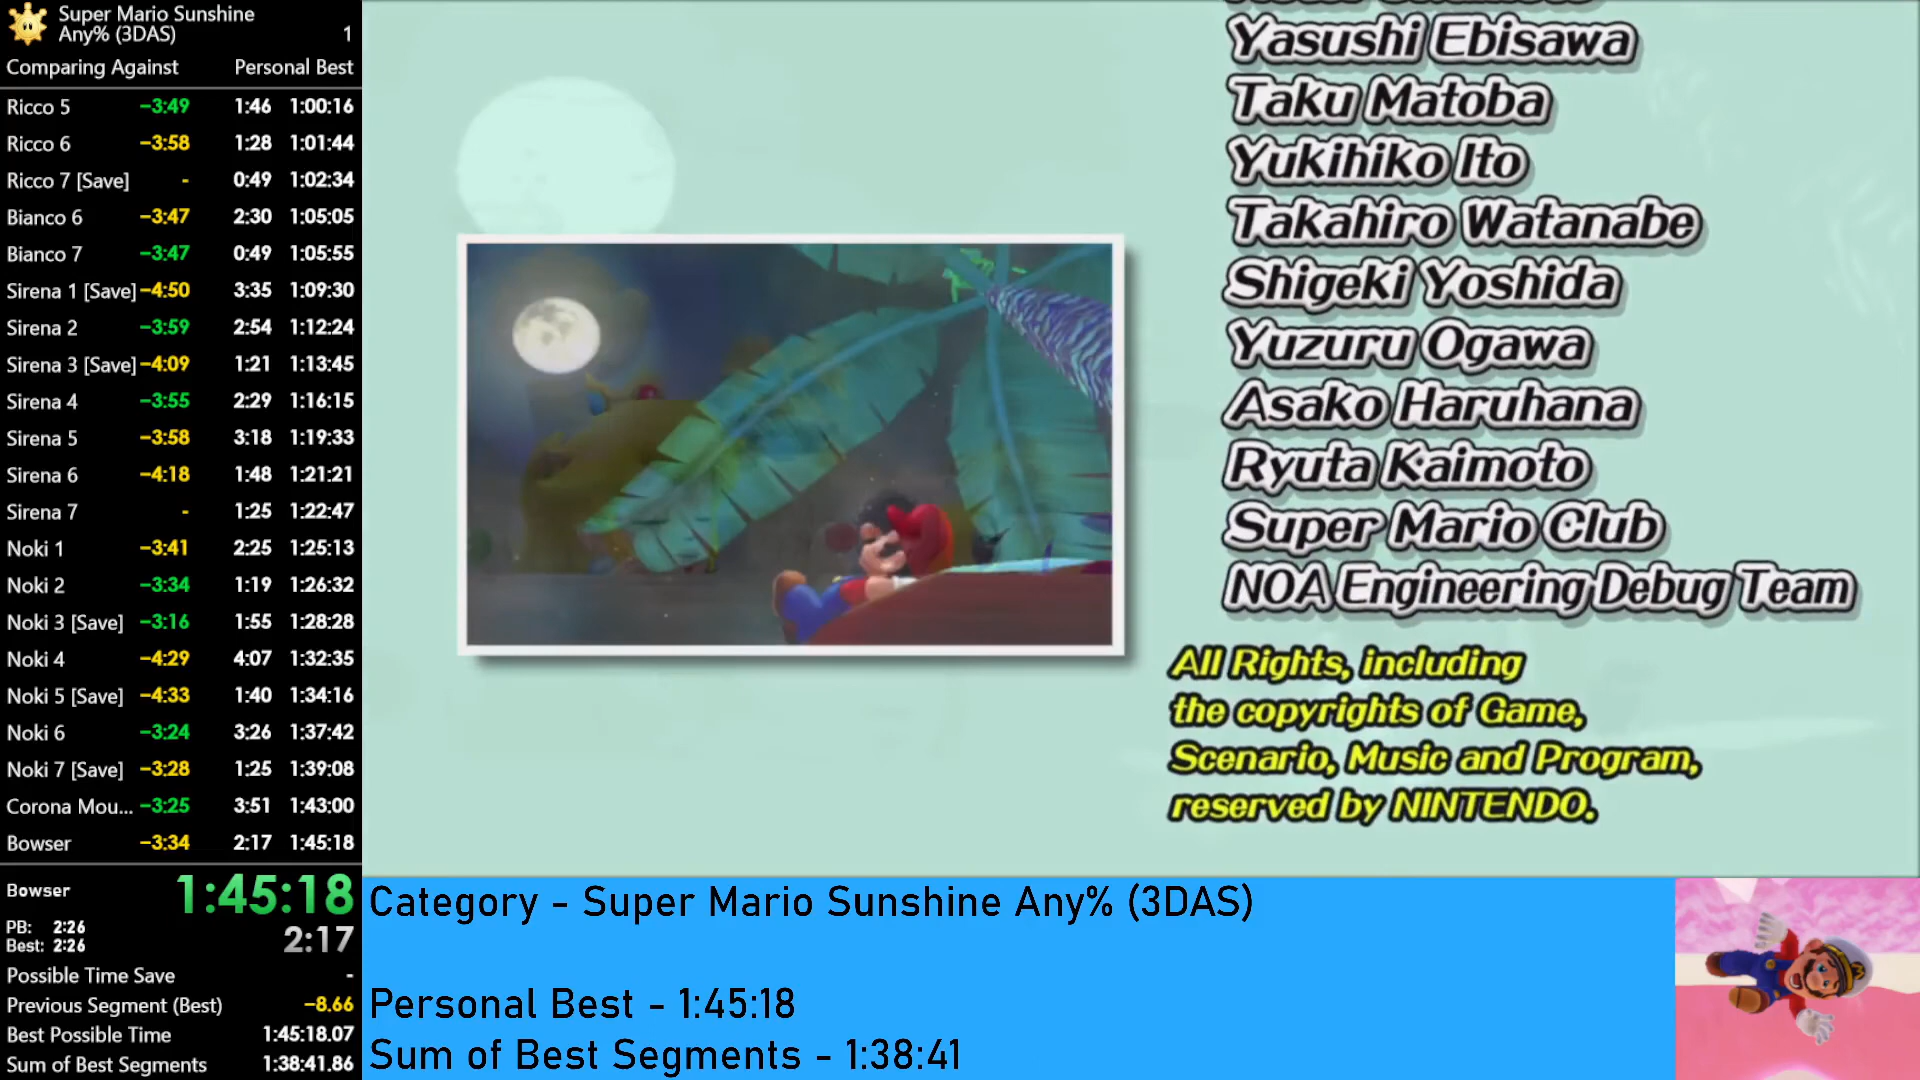 Super Mario Sunshine
Any% (3DAS) 1
Comparing Against Personal Best
Ricco 5 −3:49 1:46 1:00:16
Ricco 6 −3:58 1:28 1:01:44
Ricco 7 [Save] - 0:49 1:02:34
Bianco 6 −3:47 2:30 1:05:05
Bianco 7 −3:47 0:49 1:05:55
Sirena 1 [Save] −4:50 3:35 1:09:30
Sirena 2 −3:59 2:54 1:12:24
Sirena 3 [Save] −4:09 1:21 1:13:45
Sirena 4 −3:55 2:29 1:16:15
Sirena 5 −3:58 3:18 1:19:33
Sirena 6 −4:18 1:48 1:21:21
Sirena 7 - 1:25 1:22:47
Noki 1 −3:41 2:25 1:25:13
Noki 2 −3:34 1:19 1:26:32
Noki 3 [Save] −3:16 1:55 1:28:28
Noki 4 −4:29 4:07 1:32:35
Noki 5 [Save] −4:33 1:40 1:34:16
Noki 6 −3:24 3:26 1:37:42
Noki 7 [Save] −3:28 1:25 1:39:08
Corona Mou... −3:25 3:51 1:43:00
Bowser −3:34 2:17 1:45:18
Bowser 1:45:18
PB: 2:26
Best: 2:26 2:17
Possible Time Save -
Previous Segment (Best) −8.66
Best Possible Time 1:45:18.07
Sum of Best Segments 1:38:41.86
Yasushi Ebisawa
Taku Matoba
Yukihiko Ito
Takahiro Watanabe
Shigeki Yoshida
Yuzuru Ogawa
Asako Haruhana
Ryuta Kaimoto
Super Mario Club
NOA Engineering Debug Team
All Rights, including
the copyrights of Game,
Scenario, Music and Program,
reserved by NINTENDO.
Category - Super Mario Sunshine Any% (3DAS)
Personal Best - 1:45:18
Sum of Best Segments - 1:38:41